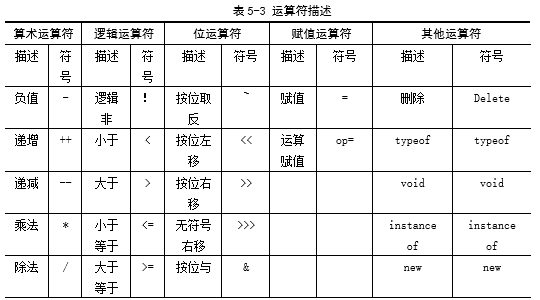 表 5-3 运算符描述
算术运算符 逻辑运算符 位运算符 赋值运算符 其他运算符
描述 符号 描述 符号 描述 符号 描述 符号 描述 符号
负值 - 逻辑非 ! 按位取反 ~ 赋值 = 删除 Delete
递增 ++ 小于 < 按位左移 << 运算赋值 op= typeof typeof
递减 -- 大于 > 按位右移 >> void void
乘法 * 小于等于 <= 无符号右移 >>> instance of instance of
除法 / 大于等于 >= 按位与 & new new